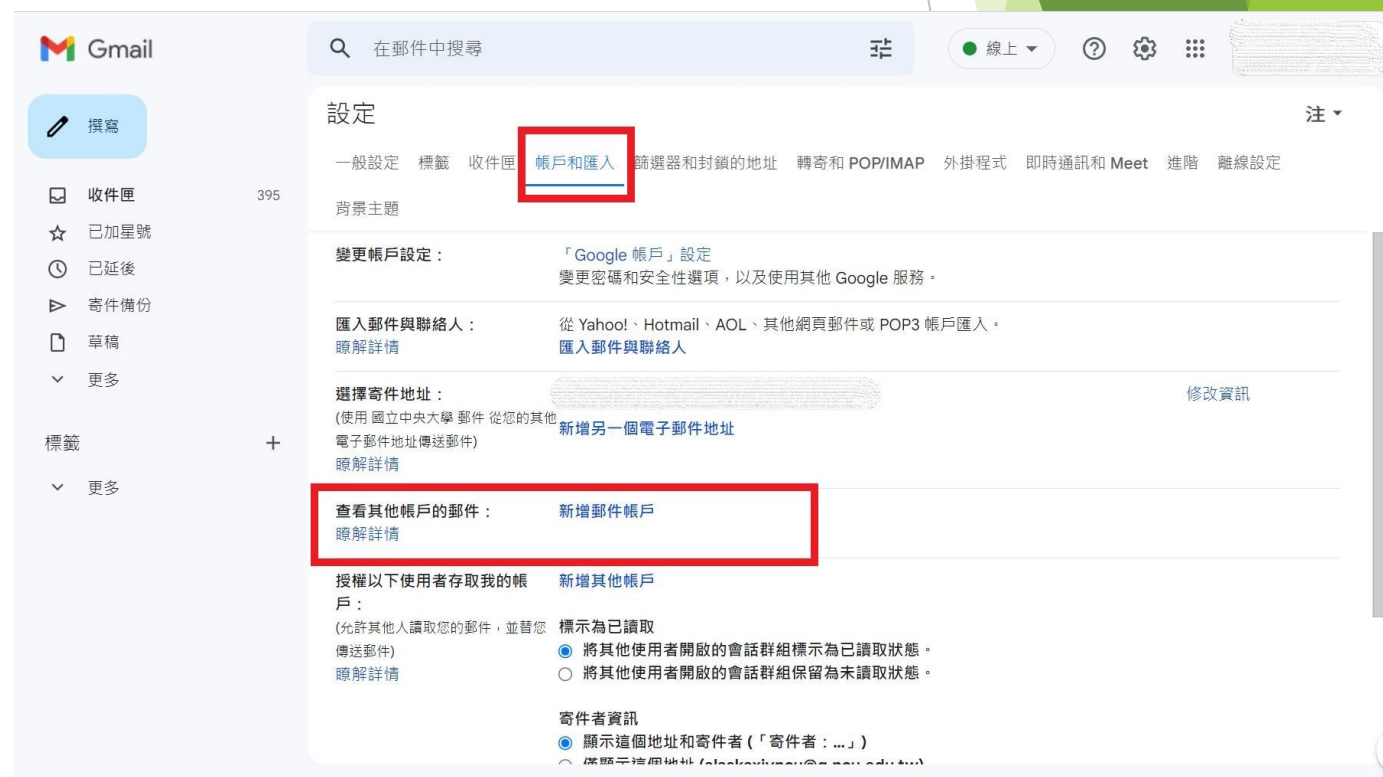 Gmail
在郵件中搜尋
線上
撰寫
設定
注
一般設定 標籤 收件匣 帳戶和匯入 篩選器和封鎖的地址 轉寄和 POP/IMAP 外掛程式 即時通訊和 Meet 進階 離線設定
背景主題
收件匣 395
已加星號
已延後
寄件備份
草稿
更多
標籤 +
更多
變更帳戶設定：
「Google 帳戶」設定
變更密碼和安全性選項，以及使用其他 Google 服務。
匯入郵件與聯絡人：
瞭解詳情
從 Yahoo!、Hotmail、AOL、其他網頁郵件或 POP3 帳戶匯入。
匯入郵件與聯絡人
選擇寄件地址：
(使用 國立中央大學 郵件 從您的其他
電子郵件地址傳送郵件)
瞭解詳情
新增另一個電子郵件地址
修改資訊
查看其他帳戶的郵件：
瞭解詳情
新增郵件帳戶
授權以下使用者存取我的帳
戶：
(允許其他人讀取您的郵件，並替您
傳送郵件)
瞭解詳情
新增其他帳戶
標示為已讀取
將其他使用者開啟的會話群組標示為已讀取狀態。
將其他使用者開啟的會話群組保留為未讀取狀態。
寄件者資訊
顯示這個地址和寄件者 (「寄件者：...」)
僅顯示這個地址